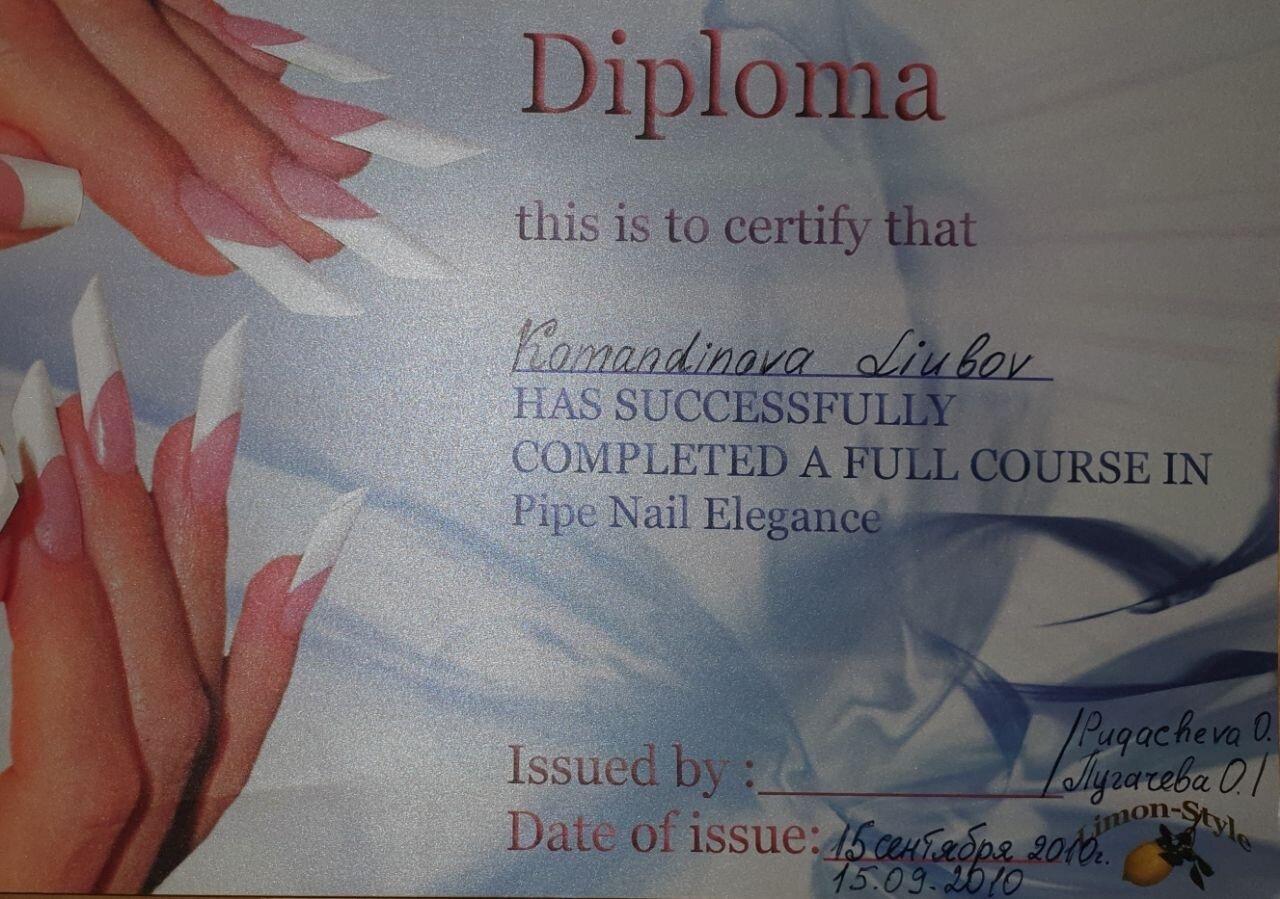 Diploma
this is to certify that
Komandinova Liubov
HAS SUCCESSFULLY
COMPLETED A FULL COURSE IN
Pipe Nail Elegance
/Pugacheva O.
Issued by :
Пугачева О./
Limon-Style
Date of issue: 15 сентября 2010г.
15.09.2010